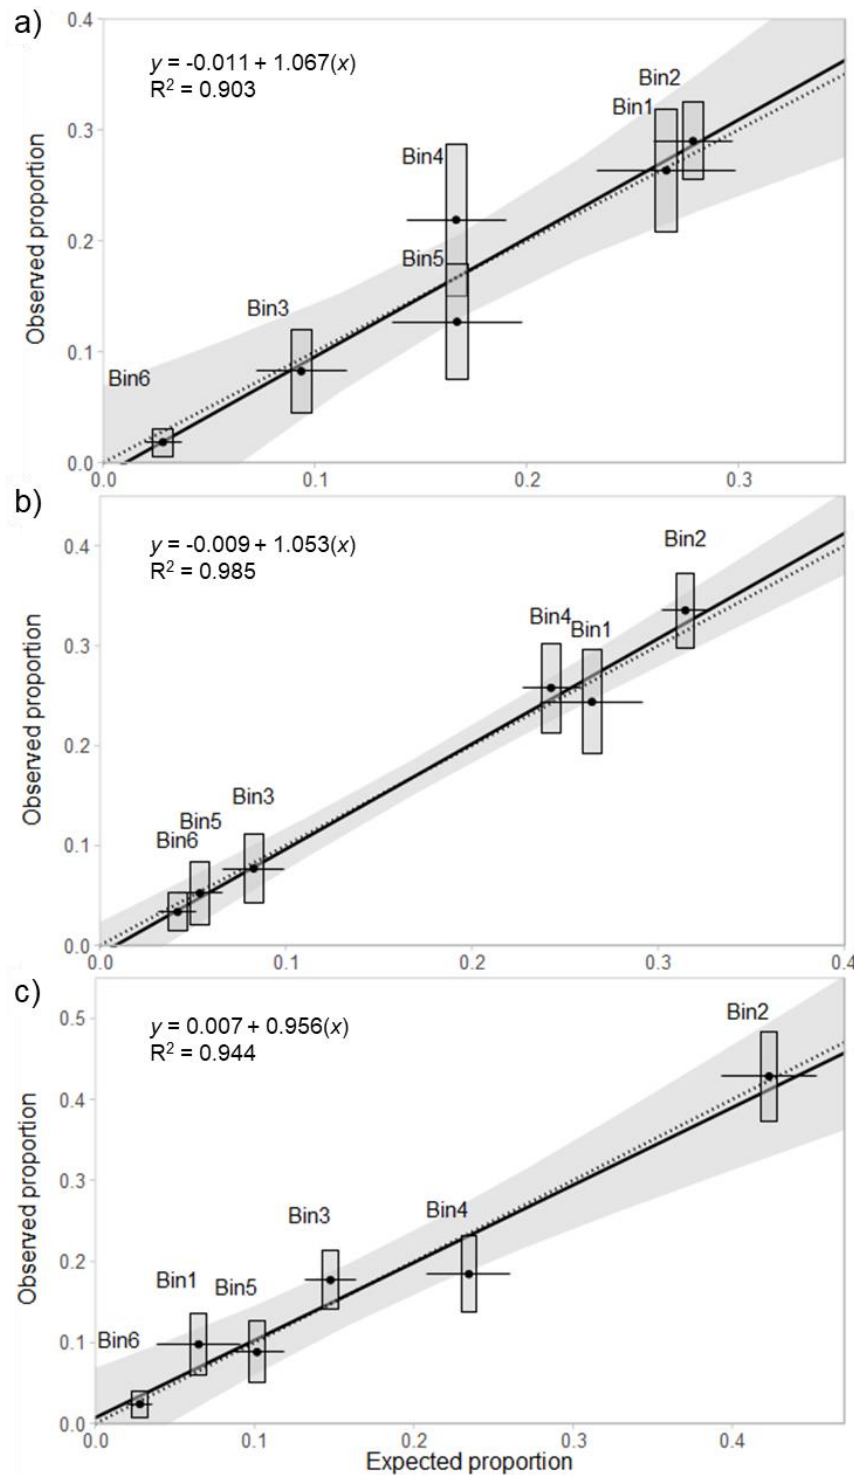 a)
0.4
y = -0.011 + 1.067(x)
R² = 0.903
Bin2
Bin1
0.3
Bin4
Observed proportion
0.2
Bin5
Bin3
0.1
Bin6
0.0
0.1 0.2 0.3
0.0
b)
y = -0.009 + 1.053(x)
R² = 0.985
Bin2
0.4
Bin4 Bin1
0.3
Observed proportion
0.2
Bin3
Bin5
Bin6
0.1
0.0
0.0 0.1 0.2 0.3 0.4
c)
y = 0.007 + 0.956(x)
R² = 0.944
Bin2
0.5
0.4
Observed proportion
0.3
Bin3 Bin4
0.2
Bin1 Bin5
0.1
Bin6
0.0
0.0 0.1 0.2 0.3 0.4
Expected proportion